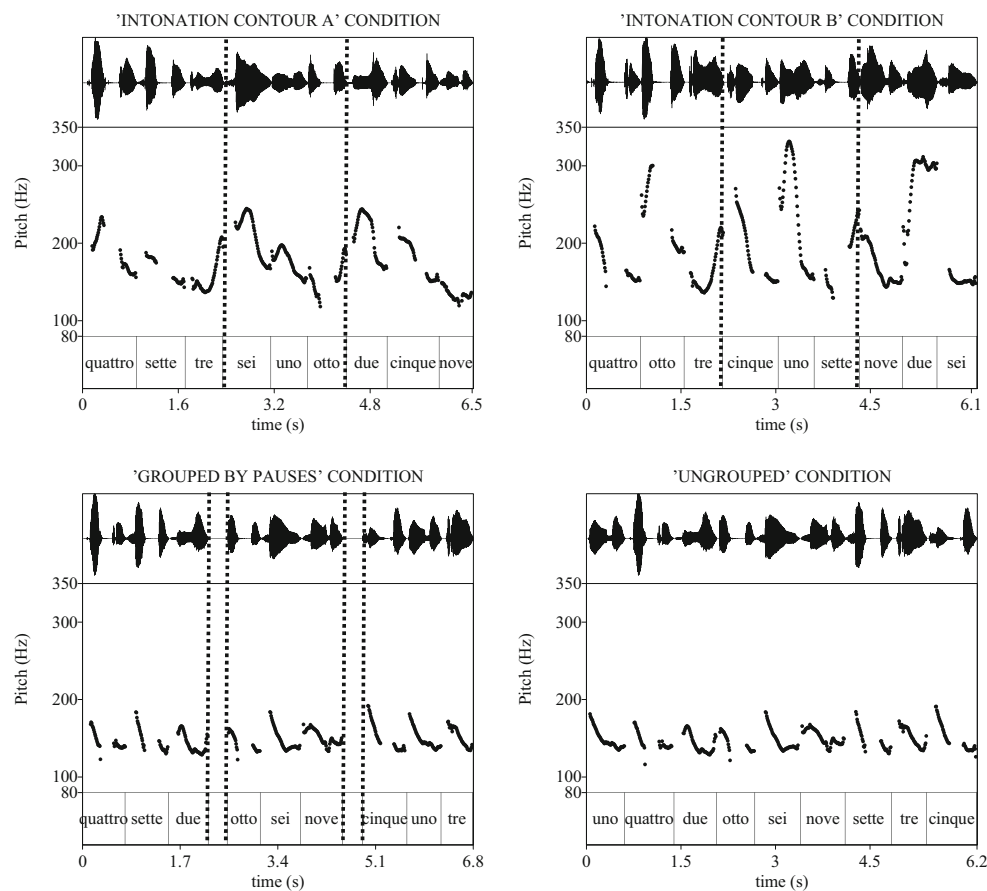 ’INTONATION CONTOUR A’ CONDITION
350
300
200
100
80
Pitch (Hz)
quattro sette tre sei uno otto due cinque nove
0 1.6 3.2 4.8 6.5
time (s)
’INTONATION CONTOUR B’ CONDITION
350
300
200
100
80
Pitch (Hz)
quattro otto tre cinque uno sette nove due sei
0 1.5 3 4.5 6.1
time (s)
’GROUPED BY PAUSES’ CONDITION
350
300
200
100
80
Pitch (Hz)
quattro sette due otto sei nove cinque uno tre
0 1.7 3.4 5.1 6.8
time (s)
’UNGROUPED’ CONDITION
350
300
200
100
80
Pitch (Hz)
uno quattro due otto sei nove sette tre cinque
0 1.5 3 4.5 6.2
time (s)